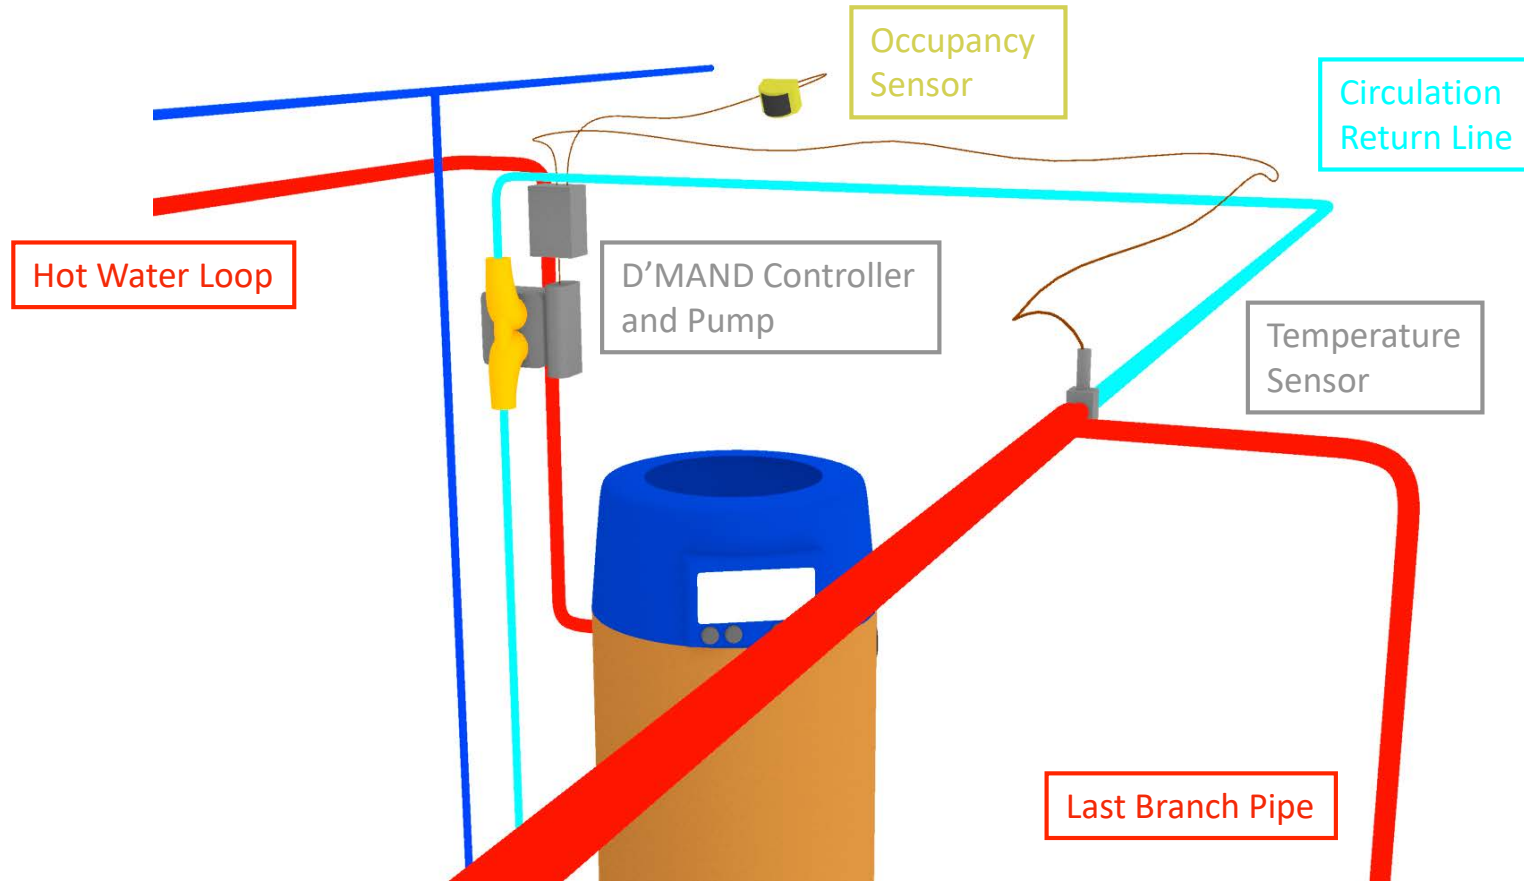 Occupancy
Sensor
Circulation
Return Line
Hot Water Loop
D’MAND Controller
and Pump
Temperature
Sensor
Last Branch Pipe